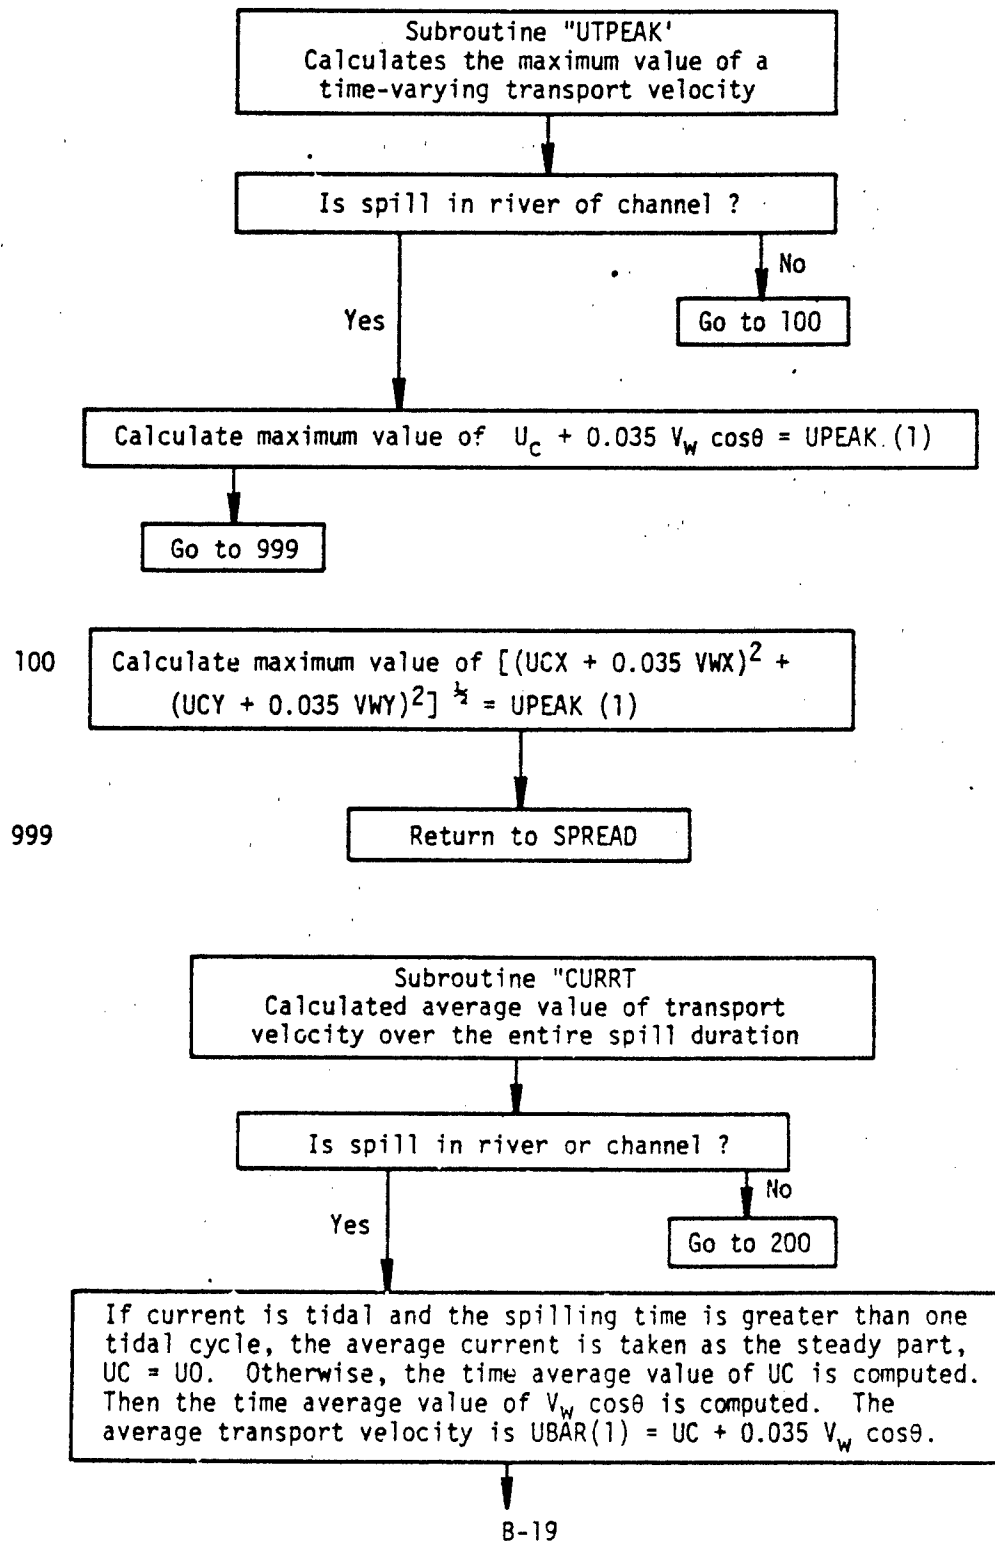 Subroutine "UTPEAK'
Calculates the maximum value of a
time-varying transport velocity
Is spill in river of channel ?
No
Yes
Go to 100
Calculate maximum value of U_c + 0.035 V_w cosθ = UPEAK.(1)
Go to 999
100
Calculate maximum value of [(UCX + 0.035 VWX)² +
(UCY + 0.035 VWY)²] ½ = UPEAK (1)
999
Return to SPREAD
Subroutine "CURRT
Calculated average value of transport
velocity over the entire spill duration
Is spill in river or channel ?
No
Yes
Go to 200
If current is tidal and the spilling time is greater than one
tidal cycle, the average current is taken as the steady part,
UC = UO. Otherwise, the time average value of UC is computed.
Then the time average value of V_w cosθ is computed. The
average transport velocity is UBAR(1) = UC + 0.035 V_w cosθ.
B-19